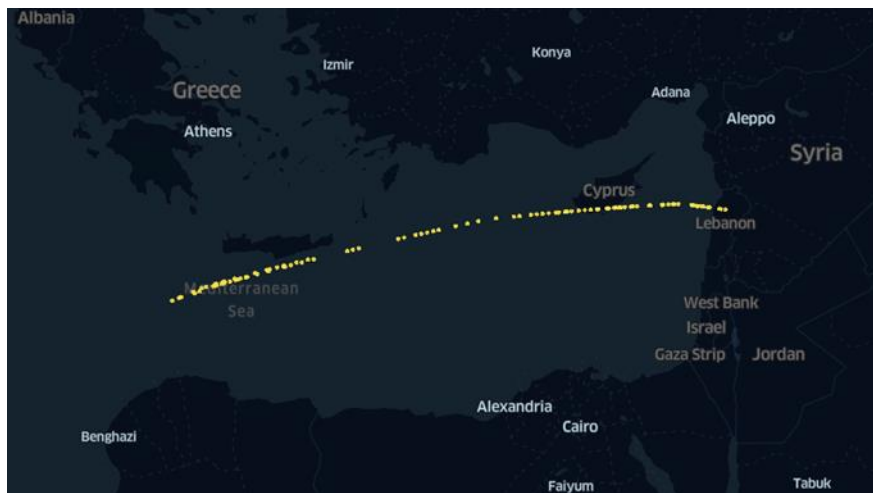 Albania
Konya
Izmir
Greece
Adana
Athens
Aleppo
Syria
Cyprus
Lebanon
Mediterranean
Sea
West Bank
Israel
Gaza Strip
Jordan
Alexandria
Cairo
Benghazi
Faiyum
Tabuk